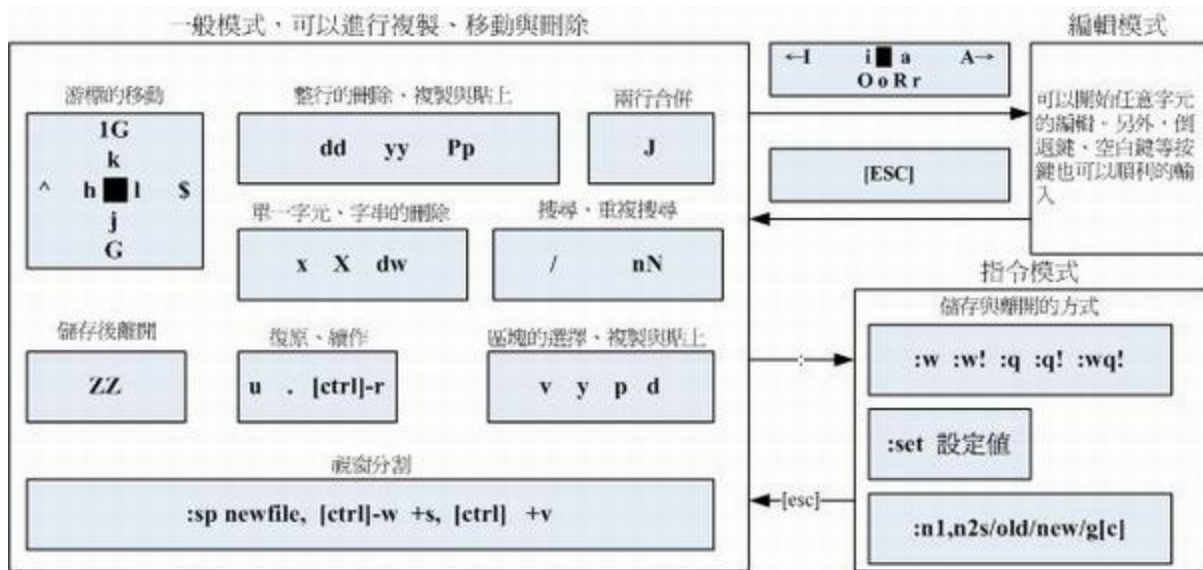 一般模式，可以進行複製、移動與刪除
游標的移動
1G
k
^ h l $
j
G
整行的刪除、複製與貼上
dd yy Pp
兩行合併
J
單一字元、字串的刪除
x X dw
搜尋、重複搜尋
/ nN
儲存後離開
ZZ
復原、續作
u . [ctrl]-r
區塊的選擇、複製與貼上
v y p d
視窗分割
:sp newfile, [ctrl]-w +s, [ctrl] +v
←I i a A→
O o R r
[ESC]
編輯模式
可以開始任意字元
的編輯。另外，倒
退鍵、空白鍵等按
鍵也可以順利的輸
入
:
[esc]
指令模式
儲存與離開的方式
:w :w! :q :q! :wq!
:set 設定值
:n1,n2s/old/new/g[c]